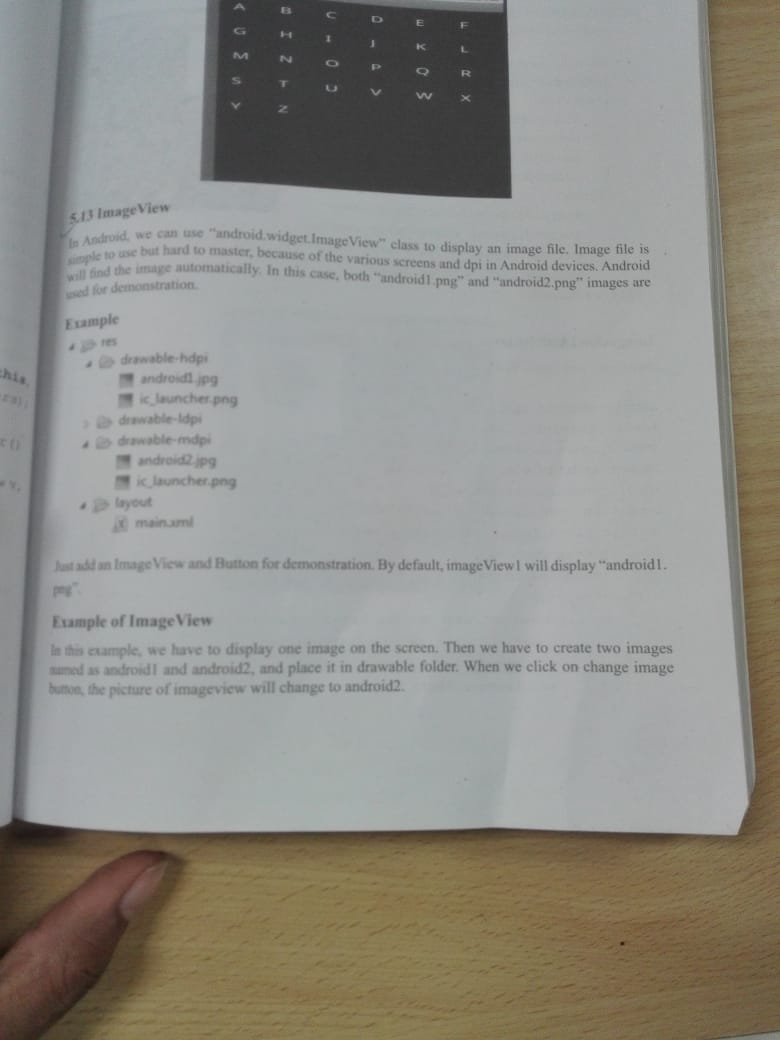 A B C D E F
G H I J K L
M N O P Q R
S T U V W X
Y Z
5.13 ImageView
In Android, we can use "android.widget.ImageView" class to display an image file. Image file is
simple to use but hard to master, because of the various screens and dpi in Android devices. Android
will find the image automatically. In this case, both "android1.png" and "android2.png" images are
used for demonstration.
Example
res
drawable-hdpi
android1.jpg
ic_launcher.png
drawable-ldpi
drawable-mdpi
android2.jpg
ic_launcher.png
layout
main.xml
Just add an ImageView and Button for demonstration. By default, imageView1 will display "android1.
png".
Example of ImageView
In this example, we have to display one image on the screen. Then we have to create two images
named as android1 and android2, and place it in drawable folder. When we click on change image
button, the picture of imageview will change to android2.